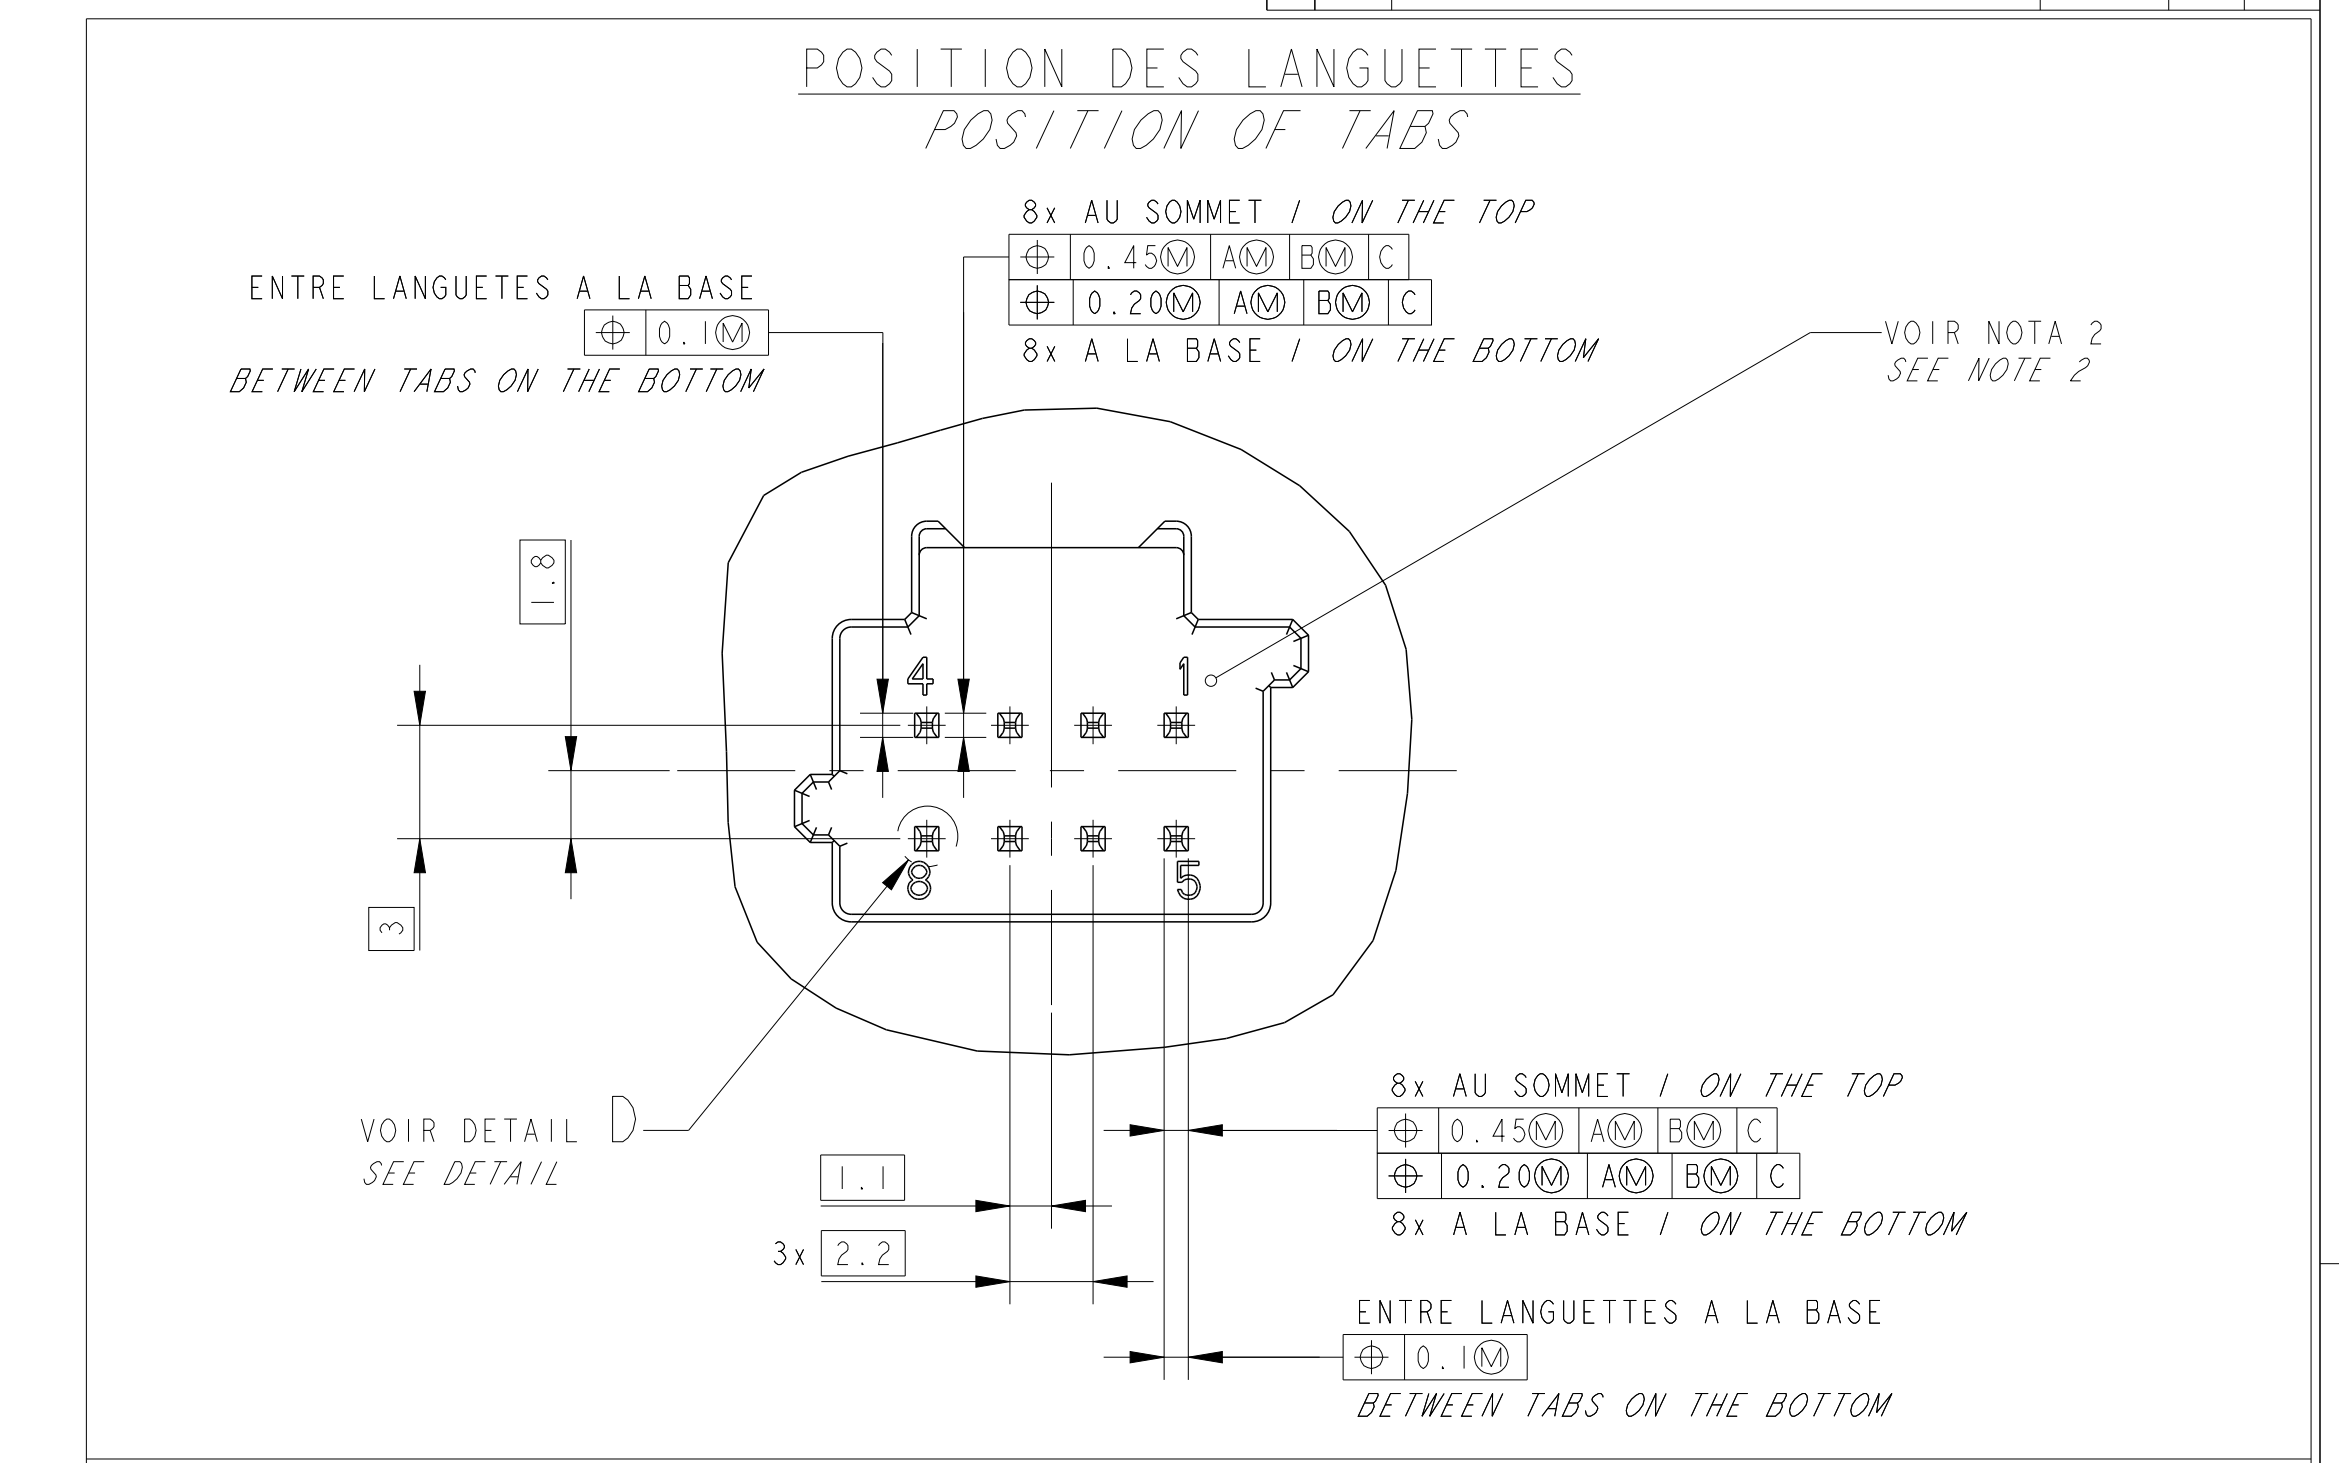 POSITION DES LANGUETTES
POSITION OF TABS
8x AU SOMMET / ON THE TOP
⌖ 0.45Ⓜ AⓂ BⓂ C
⌖ 0.20Ⓜ AⓂ BⓂ C
8x A LA BASE / ON THE BOTTOM
ENTRE LANGUETES A LA BASE
⌖ 0.1Ⓜ
BETWEEN TABS ON THE BOTTOM
VOIR NOTA 2
SEE NOTE 2
1.8
3
4
1
8
5
VOIR DETAIL D
SEE DETAIL
1.1
3x 2.2
8x AU SOMMET / ON THE TOP
⌖ 0.45Ⓜ AⓂ BⓂ C
⌖ 0.20Ⓜ AⓂ BⓂ C
8x A LA BASE / ON THE BOTTOM
ENTRE LANGUETTES A LA BASE
⌖ 0.1Ⓜ
BETWEEN TABS ON THE BOTTOM